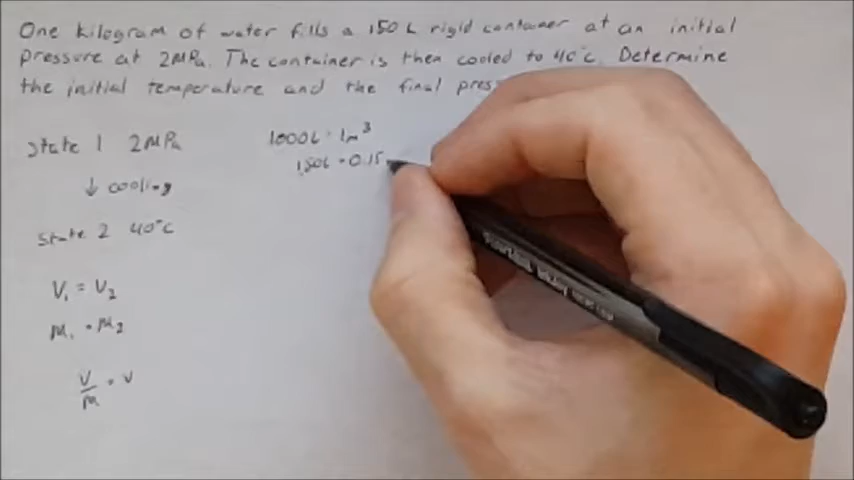 One kilogram of water fills a 150 L rigid container at an initial
pressure at 2MPa. The container is then cooled to 40°C. Determine
the initial temperature and the final
State 1 2MPa
↓ cooling
State 2 40°C
V₁ = V₂
M₁ = M₂
V/M = v
1000L = 1m³
150L = 0.15